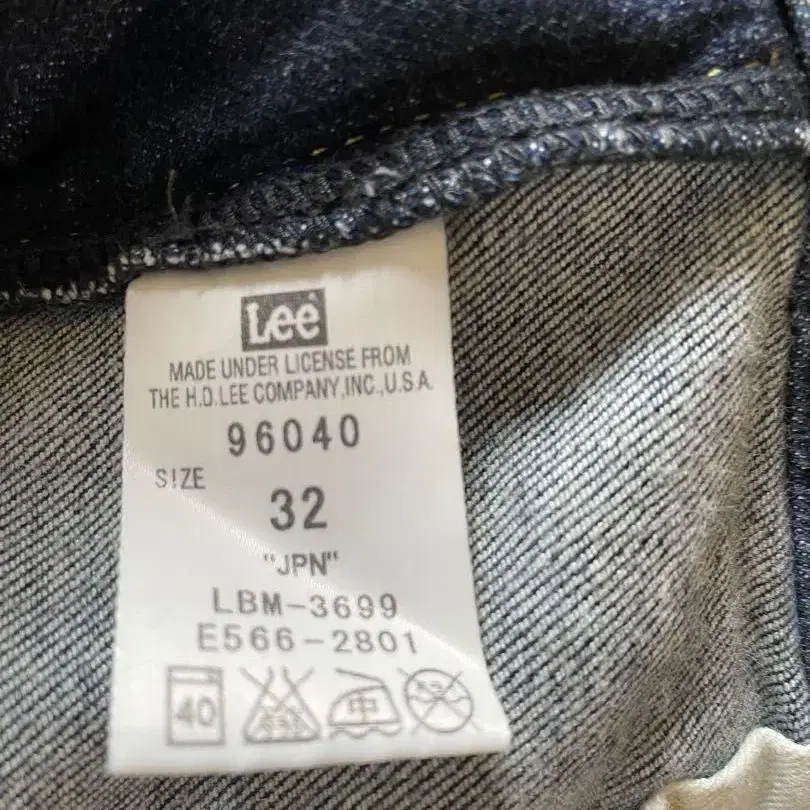 Lee
MADE UNDER LICENSE FROM
THE H.D.LEE COMPANY,INC.,U.S.A.
96040
SIZE
32
"JPN"
LBM-3699
E566-2801
40 中